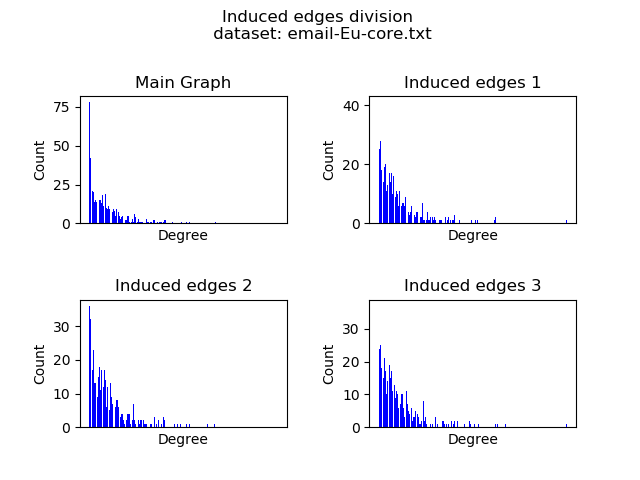 Induced edges division
dataset: email-Eu-core.txt
Main Graph
Count
75
50
25
0
Degree
Induced edges 1
Count
40
20
0
Degree
Induced edges 2
Count
30
20
10
0
Degree
Induced edges 3
Count
30
20
10
0
Degree